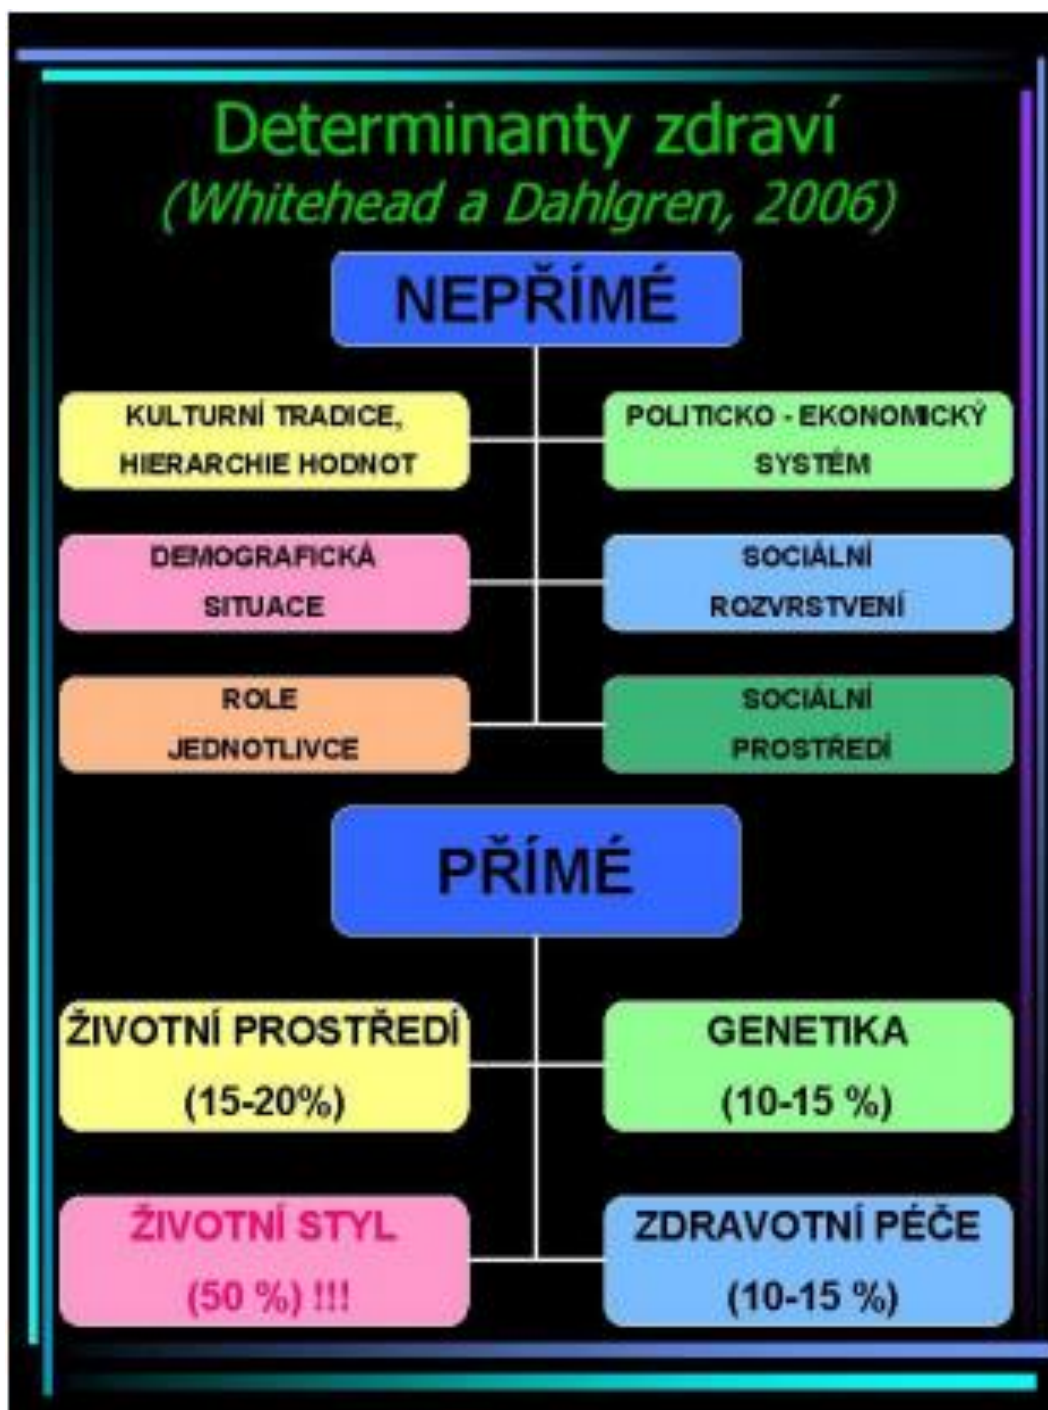 Determinanty zdraví
(Whitehead a Dahlgren, 2006)
NEPŘÍMÉ
KULTURNÍ TRADICE,
HIERARCHIE HODNOT
POLITICKO - EKONOMICKÝ
SYSTÉM
DEMOGRAFICKÁ
SITUACE
SOCIÁLNÍ
ROZVRSTVENÍ
ROLE
JEDNOTLIVCE
SOCIÁLNÍ
PROSTŘEDÍ
PŘÍMÉ
ŽIVOTNÍ PROSTŘEDÍ
(15-20%)
GENETIKA
(10-15 %)
ŽIVOTNÍ STYL
(50 %) !!!
ZDRAVOTNÍ PÉČE
(10-15 %)